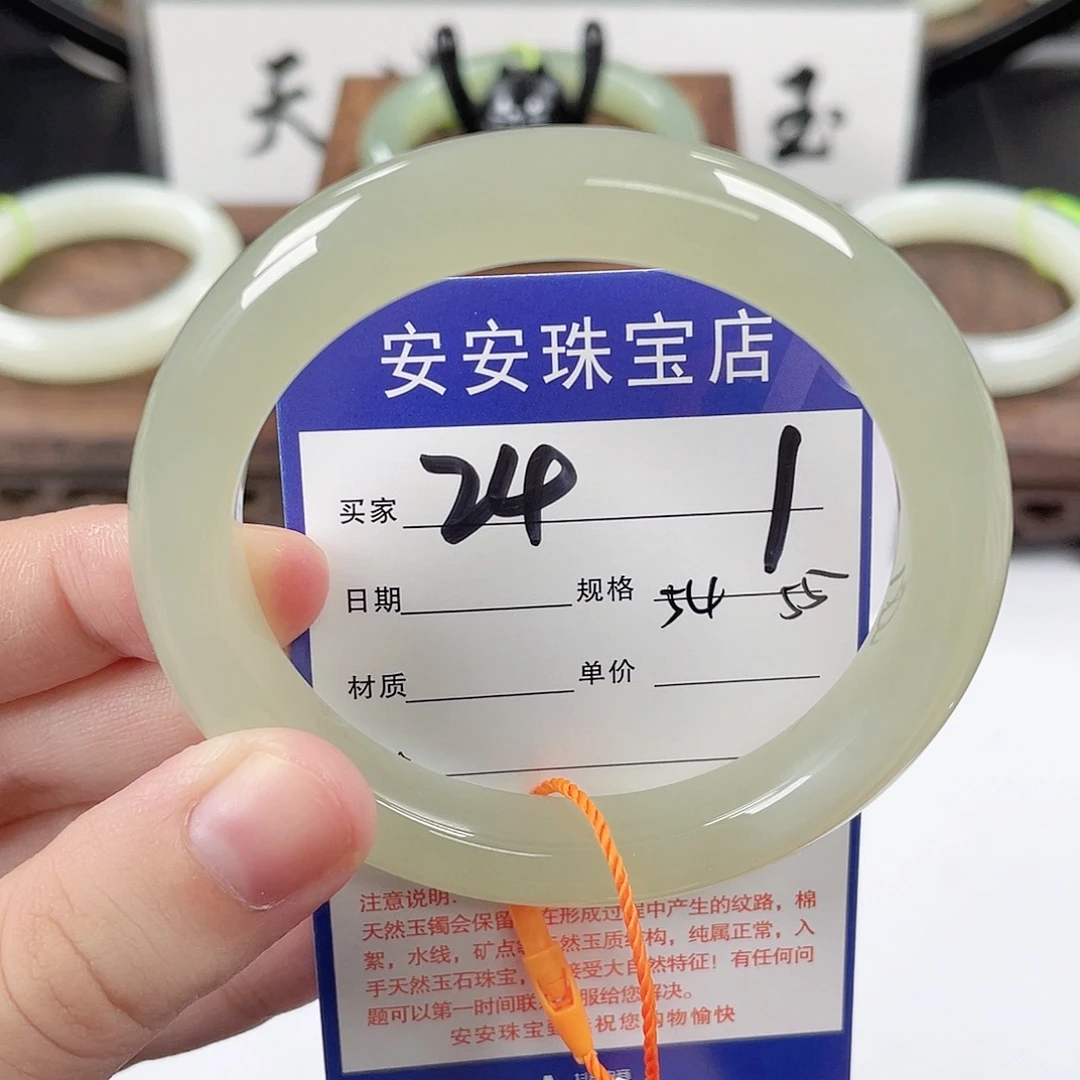 天 玉
安安珠宝店
买家 24 1
日期 规格 54 55
材质 单价
注意说明:
天然玉镯会保留 在形成过程中产生的纹路，棉
絮，水线，矿点 然玉质结构，纯属正常，入
手天然玉石珠宝， 接受大自然特征！有任何问
题可以第一时间联 服给您解决。
安安珠宝 祝您购物愉快